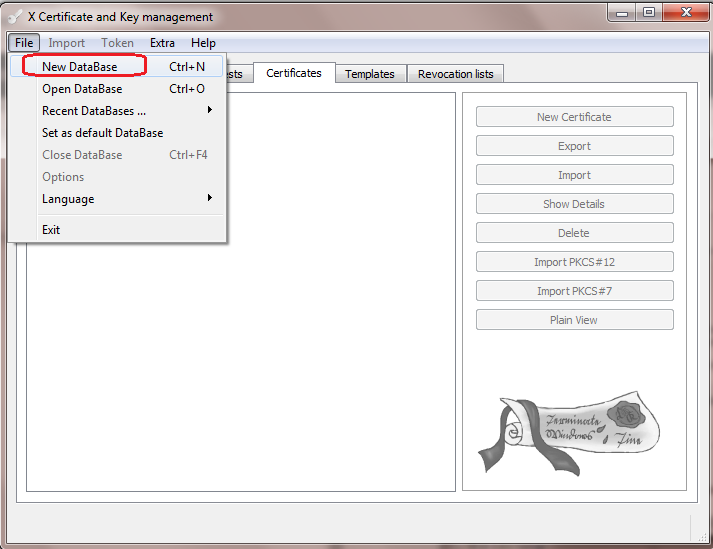 X Certificate and Key management
File Import Token Extra Help
New DataBase Ctrl+N
Open DataBase Ctrl+O
Recent DataBases ...
Set as default DataBase
Close DataBase Ctrl+F4
Options
Language
Exit
ests Certificates Templates Revocation lists
New Certificate
Export
Import
Show Details
Delete
Import PKCS#12
Import PKCS#7
Plain View
Windows
Time